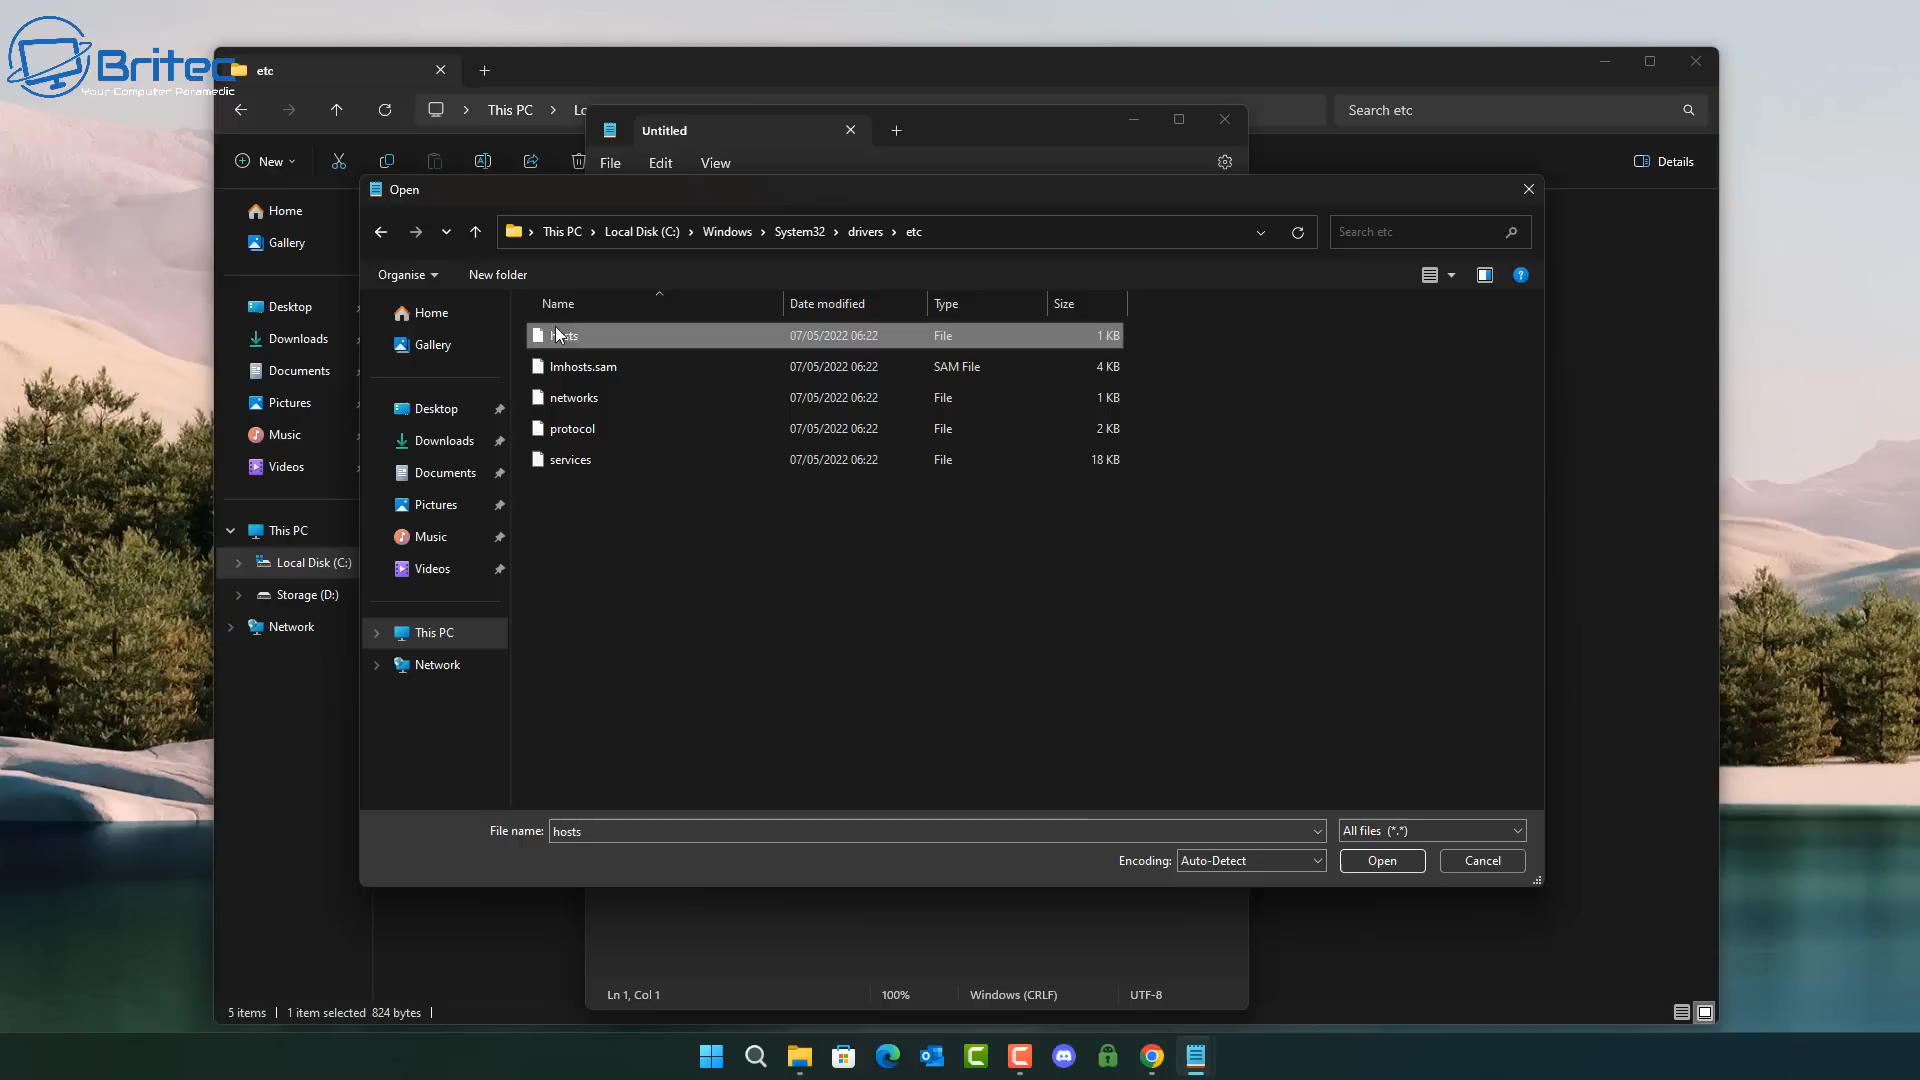 Britec
Your Computer Paramedic
etc
This PC
Search etc
Untitled
New
File Edit View
Details
Open
Home
Gallery
Desktop
Downloads
Documents
Pictures
Music
Videos
This PC
Local Disk (C:)
Storage (D:)
Network
This PC Local Disk (C:) Windows System32 drivers etc
Search etc
Organise New folder
Home
Gallery
Desktop
Downloads
Documents
Pictures
Music
Videos
This PC
Network
Name Date modified Type Size
hosts 07/05/2022 06:22 File 1 KB
lmhosts.sam 07/05/2022 06:22 SAM File 4 KB
networks 07/05/2022 06:22 File 1 KB
protocol 07/05/2022 06:22 File 2 KB
services 07/05/2022 06:22 File 18 KB
File name: hosts All files (*.*)
Encoding: Auto-Detect Open Cancel
Ln 1, Col 1 100% Windows (CRLF) UTF-8
5 items 1 item selected 824 bytes